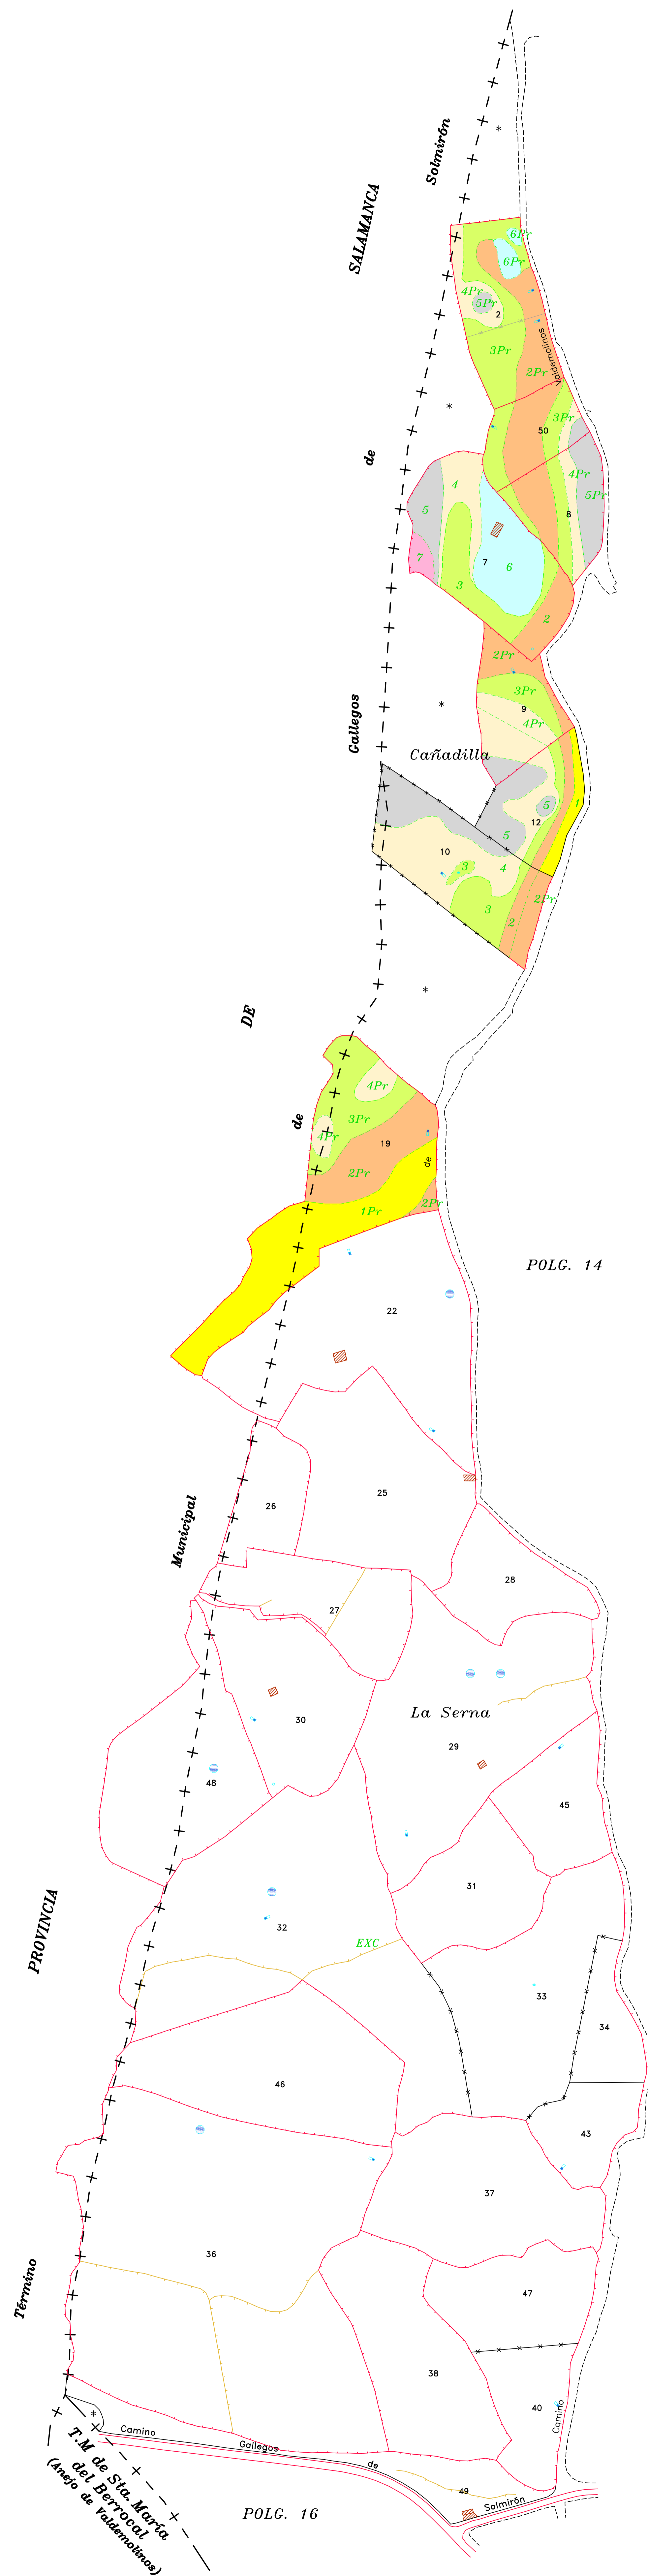 Solmirón
SALAMANCA
6Pr
6Pr
4Pr
5Pr
2
3Pr
2Pr
Valdemolinos
3Pr
50
de
4
4Pr
5Pr
5
8
7
7
6
3
2
2Pr
3Pr
9
4Pr
Gallegos
Cañadilla
5
1
12
5
10
3
4
2Pr
3
2
DE
4Pr
3Pr
de
4Pr
19
de
2Pr
1Pr
2Pr
POLG. 14
22
25
26
Municipal
28
27
La Serna
30
29
48
45
31
32
PROVINCIA
EXC
33
34
46
43
37
36
47
Término
38
40
Camino
Camino
Gallegos
de
49
Solmirón
T.M de Sta. María
del Berrocal
(Anejo de Valdemolinos)
POLG. 16